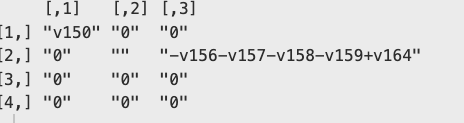 [,1] [,2] [,3]
[1,] "v150" "0" "0"
[2,] "0" "" "-v156-v157-v158-v159+v164"
[3,] "0" "0" "0"
[4,] "0" "0" "0"